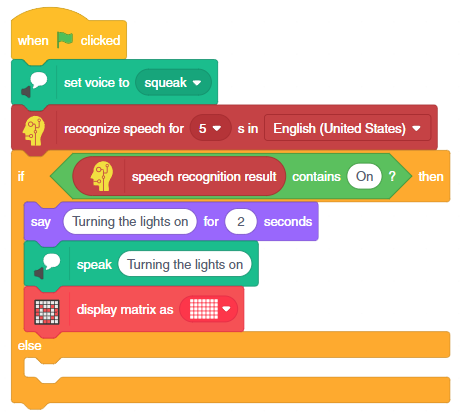 when clicked
set voice to squeak
recognize speech for 5 s in English (United States)
if speech recognition result contains On ? then
say Turning the lights on for 2 seconds
speak Turning the lights on
display matrix as
else